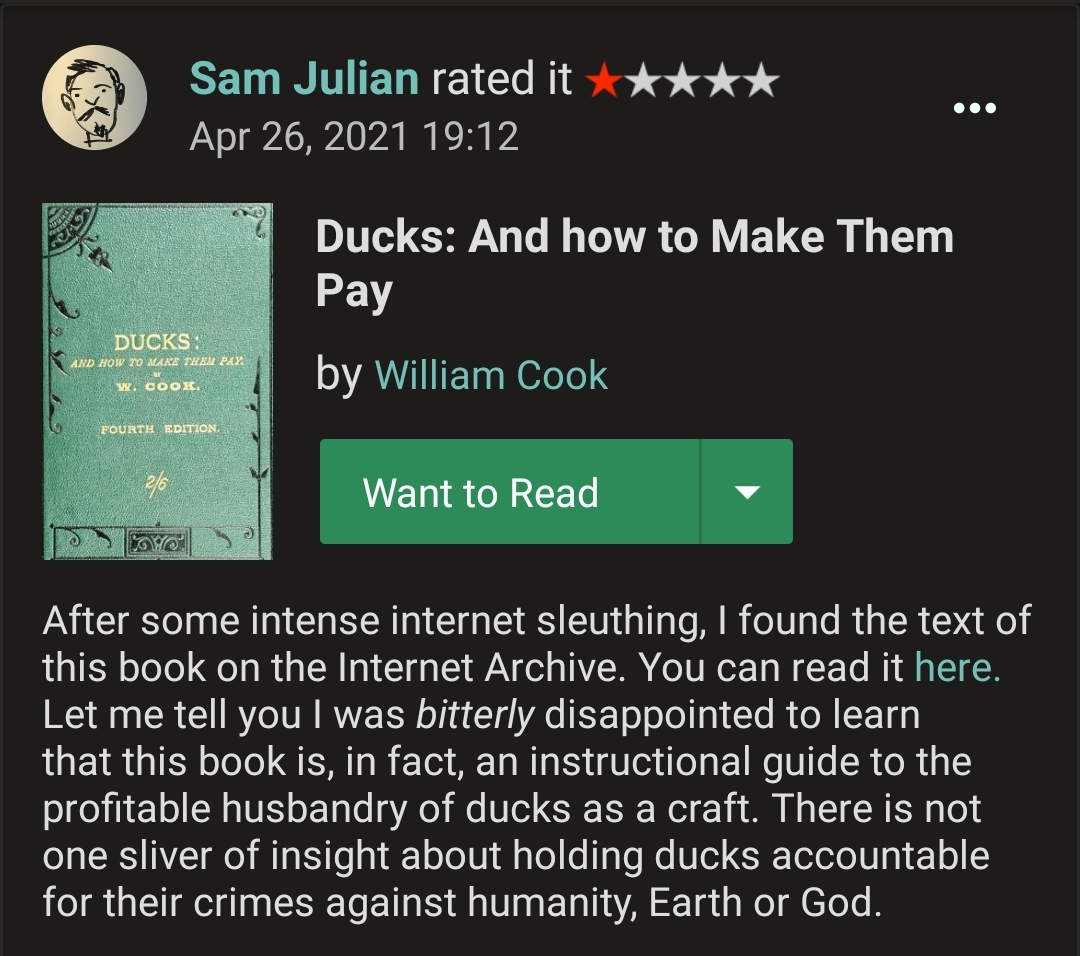 Sam Julian rated it
Apr 26, 2021 19:12
Ducks: And how to Make Them
Pay
by William Cook
DUCKS:
AND HOW TO MAKE THEM PAY.
BY
W. COOK.
FOURTH EDITION.
2/6
Want to Read
After some intense internet sleuthing, I found the text of
this book on the Internet Archive. You can read it here.
Let me tell you I was bitterly disappointed to learn
that this book is, in fact, an instructional guide to the
profitable husbandry of ducks as a craft. There is not
one sliver of insight about holding ducks accountable
for their crimes against humanity, Earth or God.